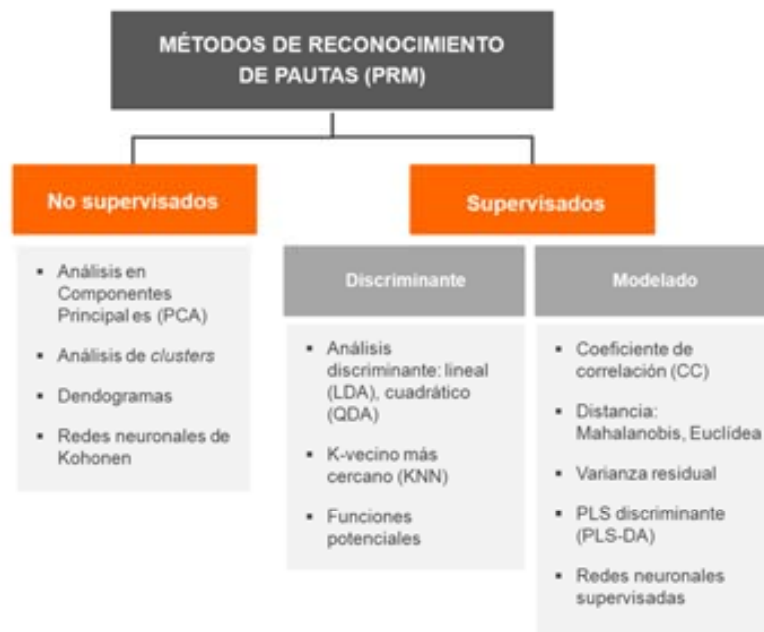 MÉTODOS DE RECONOCIMIENTO
DE PAUTAS (PRM)
No supervisados
▪ Análisis en
Componentes
Principal es (PCA)
▪ Análisis de clusters
▪ Dendogramas
▪ Redes neuronales de
Kohonen
Supervisados
Discriminante
▪ Análisis
discriminante: lineal
(LDA), cuadrático
(QDA)
▪ K-vecino más
cercano (KNN)
▪ Funciones
potenciales
Modelado
▪ Coeficiente de
correlación (CC)
▪ Distancia:
Mahalanobis, Euclídea
▪ Varianza residual
▪ PLS discriminante
(PLS-DA)
▪ Redes neuronales
supervisadas